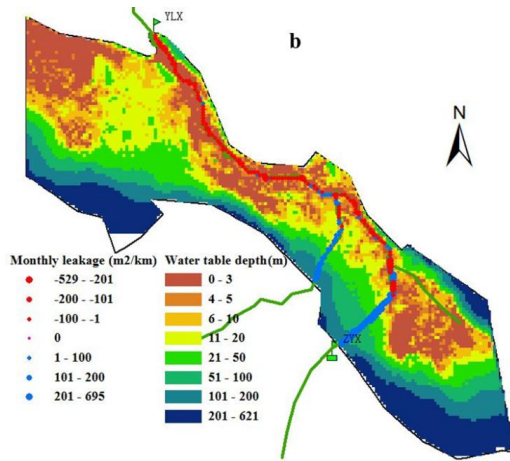 YLX
b
N
Monthly leakage (m2/km)
-529 - -201
-200 - -101
-100 - -1
0
1 - 100
101 - 200
201 - 695
Water table depth(m)
0 - 3
4 - 5
6 - 10
11 - 20
21 - 50
51 - 100
101 - 200
201 - 621
ZYX